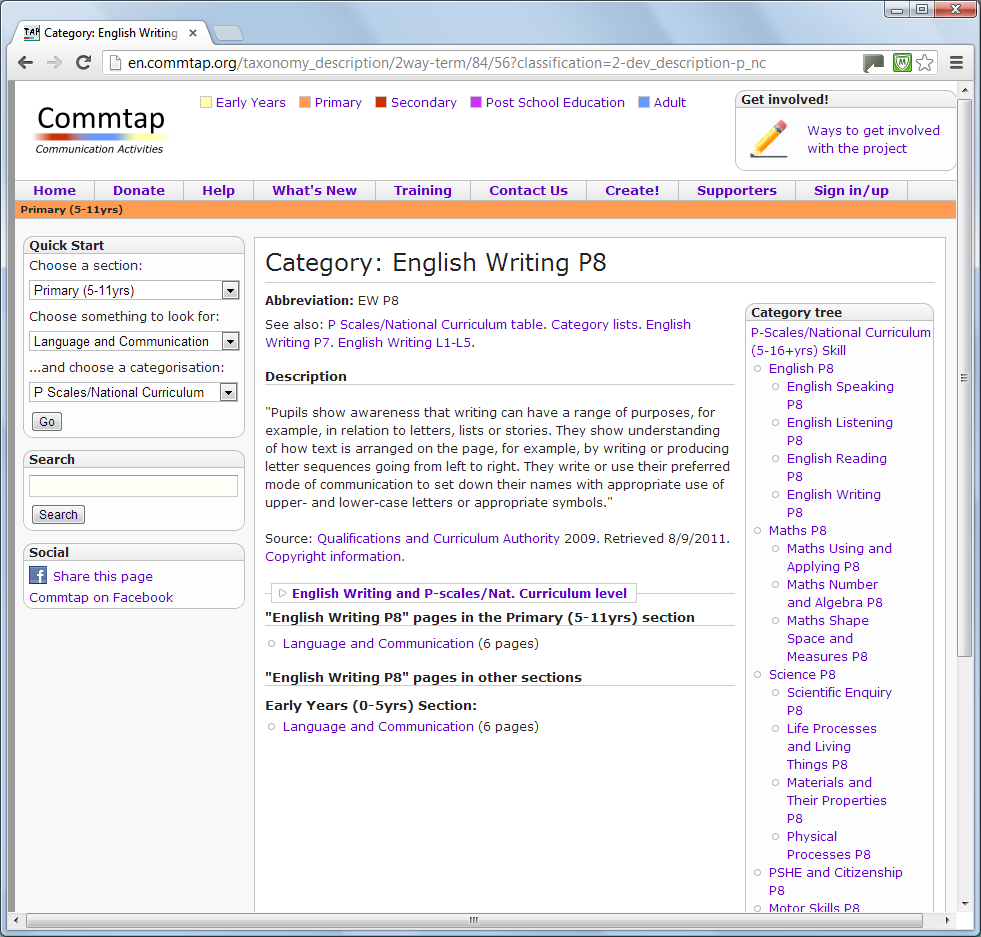 Category: English Writing
en.commtap.org/taxonomy_description/2way-term/84/56?classification=2-dev_description-p_nc
Commtap
Communication Activities
Early Years Primary Secondary Post School Education Adult
Get involved!
Ways to get involved
with the project
Home Donate Help What's New Training Contact Us Create! Supporters Sign in/up
Primary (5-11yrs)
Quick Start
Choose a section:
Primary (5-11yrs)
Choose something to look for:
Language and Communication
...and choose a categorisation:
P Scales/National Curriculum
Go
Search
Search
Social
Share this page
Commtap on Facebook
Category: English Writing P8
Abbreviation: EW P8
See also: P Scales/National Curriculum table. Category lists. English
Writing P7. English Writing L1-L5.
Description
"Pupils show awareness that writing can have a range of purposes, for
example, in relation to letters, lists or stories. They show understanding
of how text is arranged on the page, for example, by writing or producing
letter sequences going from left to right. They write or use their preferred
mode of communication to set down their names with appropriate use of
upper- and lower-case letters or appropriate symbols."
Source: Qualifications and Curriculum Authority 2009. Retrieved 8/9/2011.
Copyright information.
English Writing and P-scales/Nat. Curriculum level
"English Writing P8" pages in the Primary (5-11yrs) section
Language and Communication (6 pages)
"English Writing P8" pages in other sections
Early Years (0-5yrs) Section:
Language and Communication (6 pages)
Category tree
P-Scales/National Curriculum
(5-16+yrs) Skill
English P8
English Speaking
P8
English Listening
P8
English Reading
P8
English Writing
P8
Maths P8
Maths Using and
Applying P8
Maths Number
and Algebra P8
Maths Shape
Space and
Measures P8
Science P8
Scientific Enquiry
P8
Life Processes
and Living
Things P8
Materials and
Their Properties
P8
Physical
Processes P8
PSHE and Citizenship
P8
Motor Skills P8